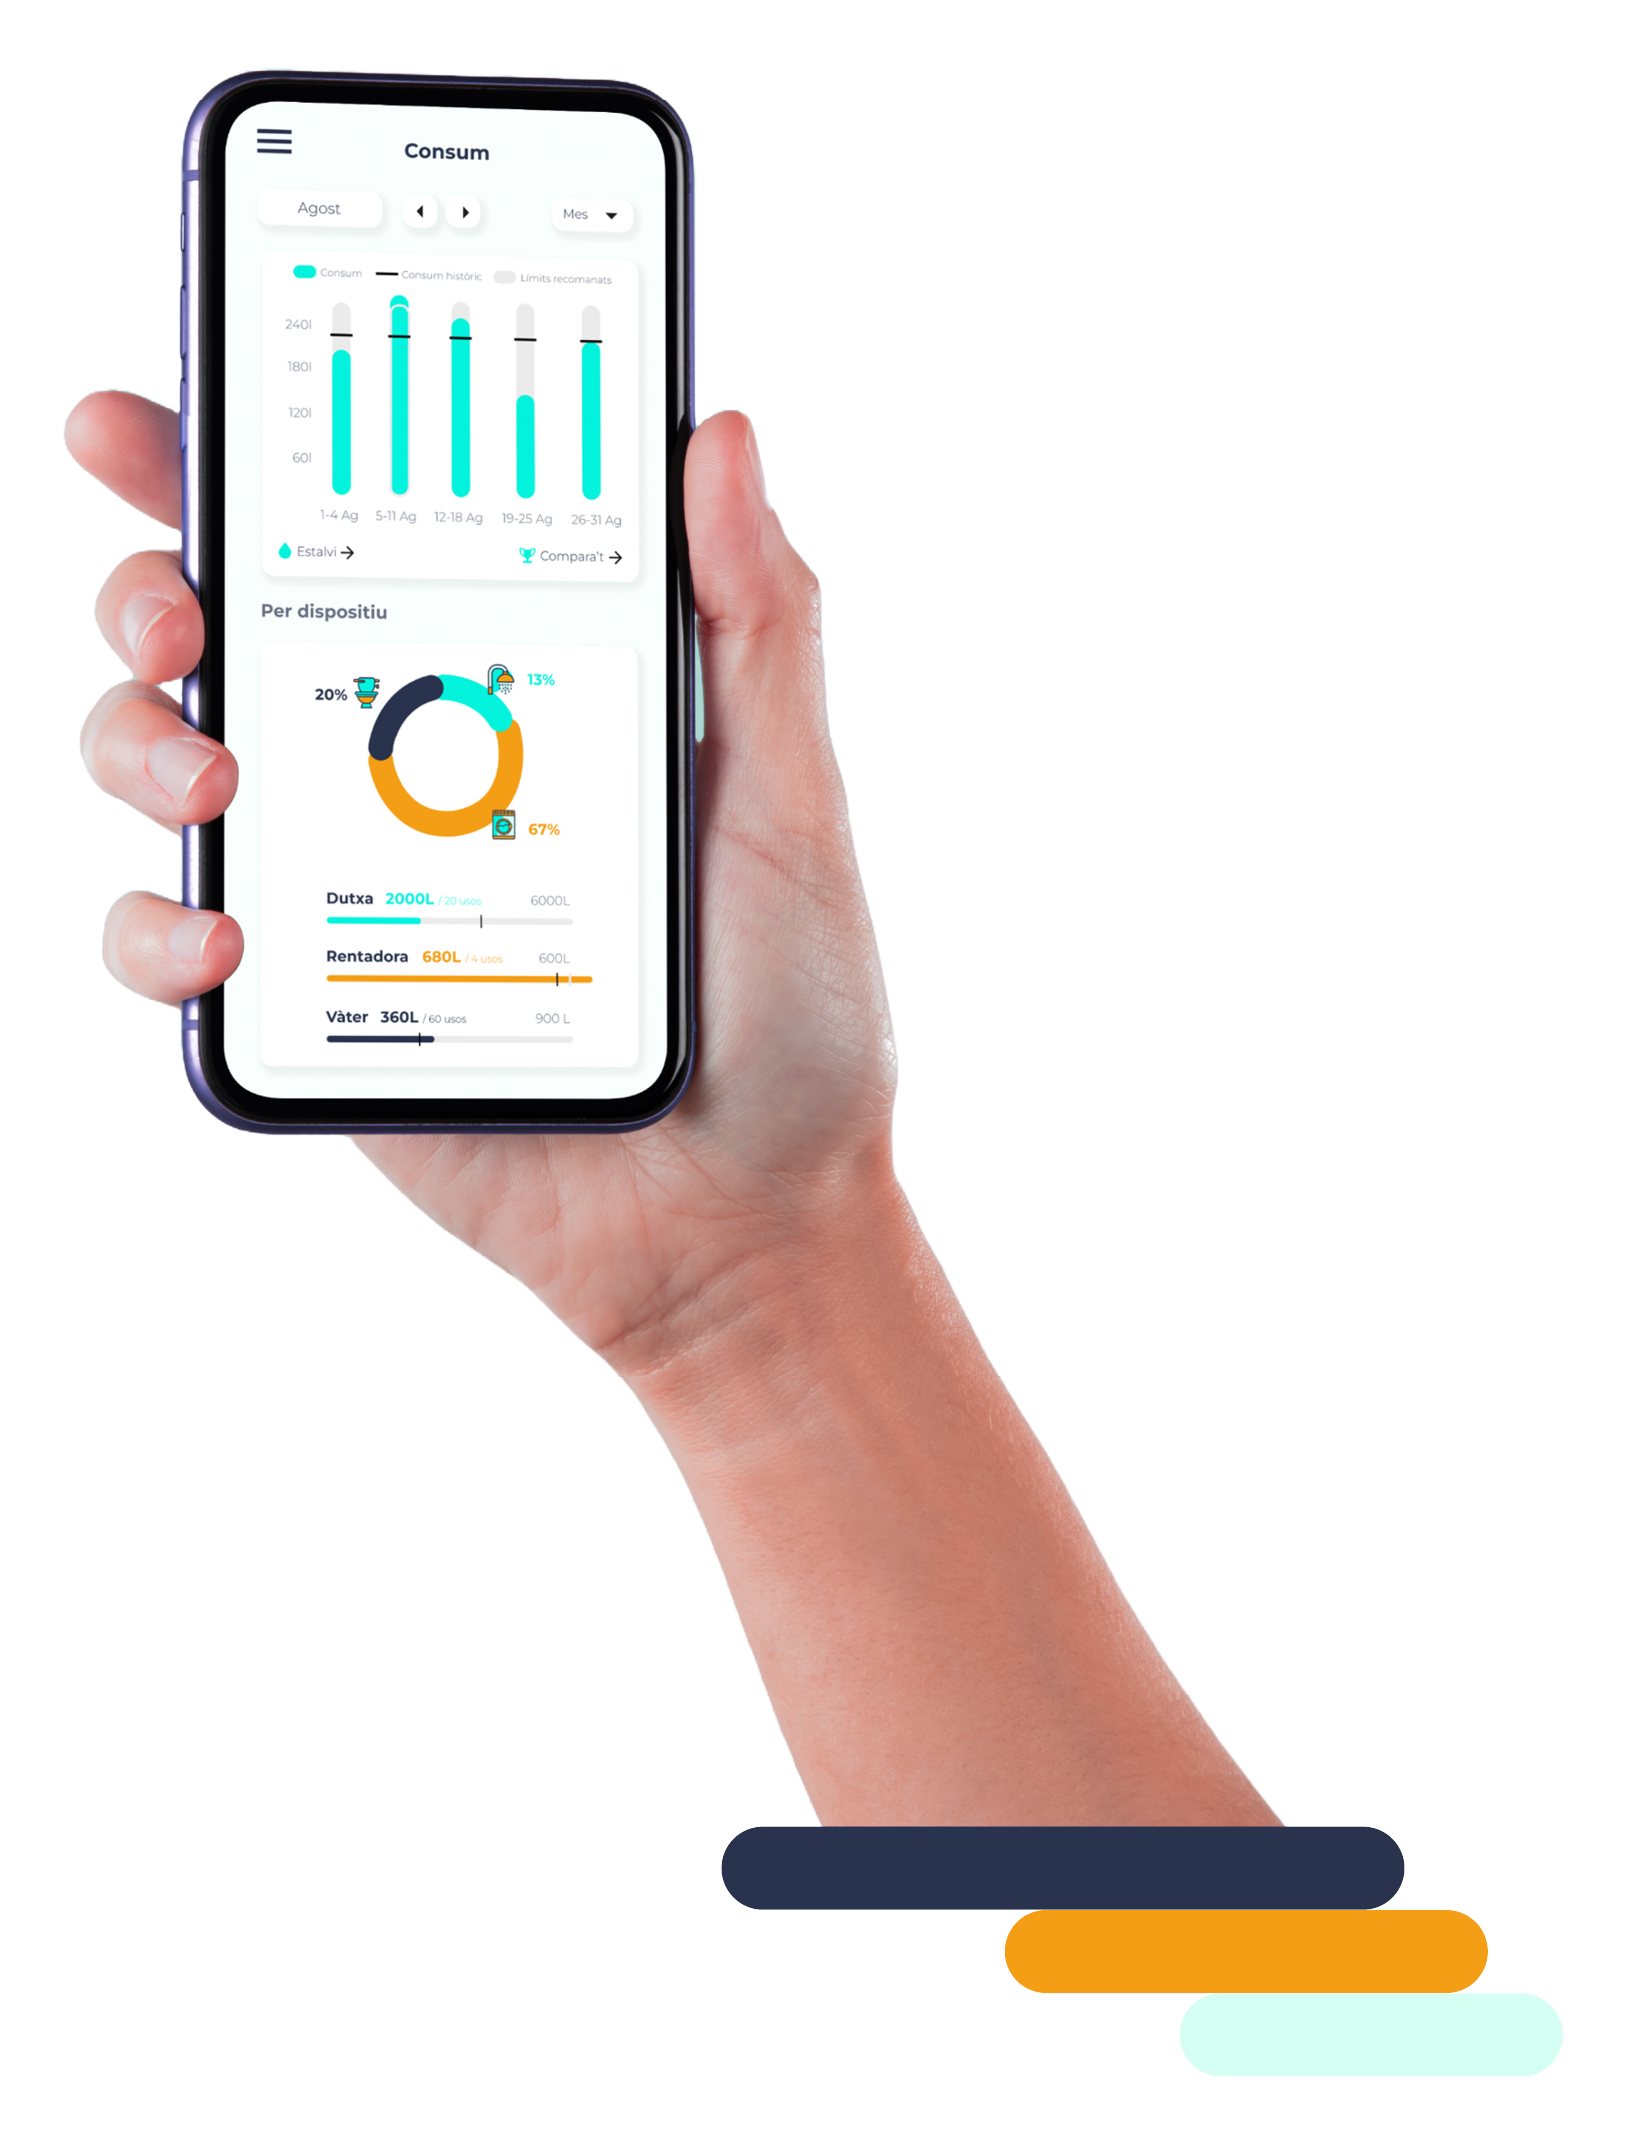 Consum
Agost
Mes
Consum Consum històric Límits recomanats
240l
180l
120l
60l
1-4 Ag 5-11 Ag 12-18 Ag 19-25 Ag 26-31 Ag
Estalvi Compara't
Per dispositiu
20% 13%
67%
Dutxa 2000L / 20 usos 6000L
Rentadora 680L / 4 usos 600L
Vàter 360L / 60 usos 900 L